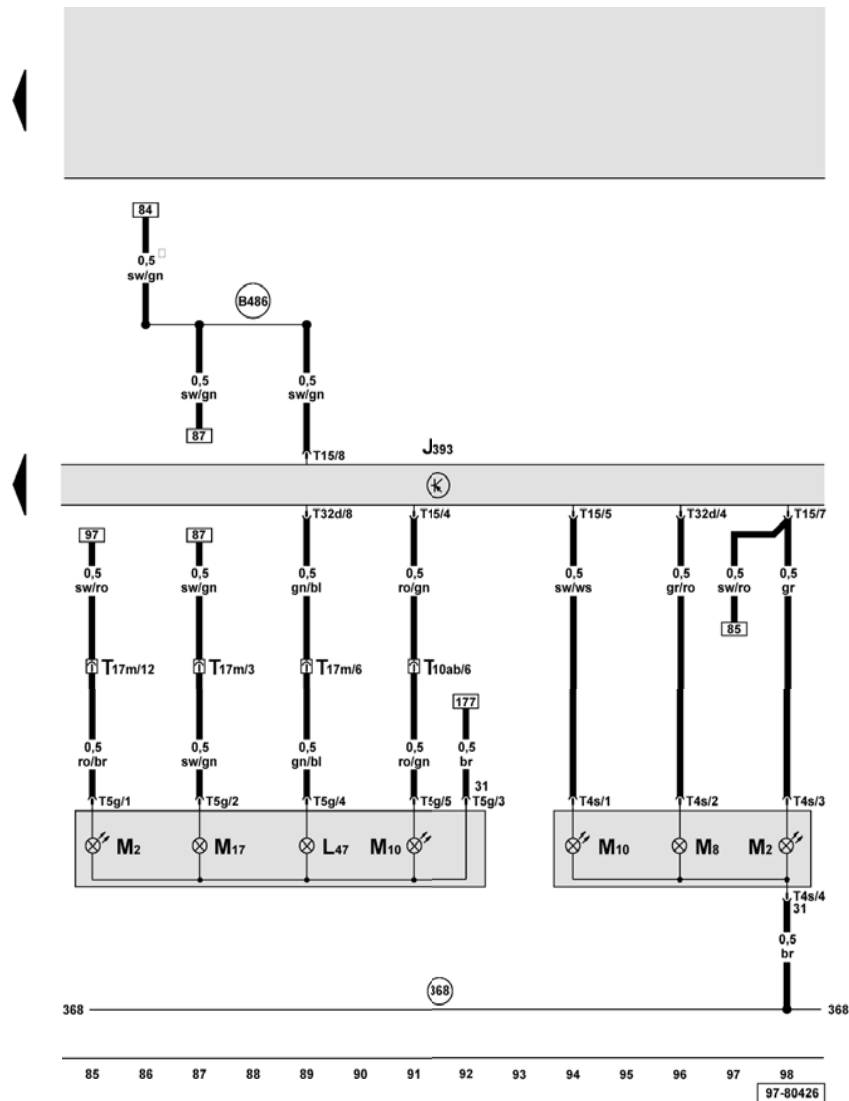 84
0,5
sw/gn
B486
0,5 0,5
sw/gn sw/gn
87
T15/8 J393
T32d/8 T15/4 T15/5 T32d/4 T15/7
97 87
0,5 0,5 0,5 0,5 0,5 0,5 0,5 0,5
sw/ro sw/gn gn/bl ro/gn sw/ws gr/ro sw/ro gr
85
T17m/12 T17m/3 T17m/6 T10ab/6
177
0,5 0,5 0,5 0,5 0,5
ro/br sw/gn gn/bl ro/gn br
31
T5g/1 T5g/2 T5g/4 T5g/5 T5g/3 T4s/1 T4s/2 T4s/3
M2 M17 L47 M10 M10 M8 M2
T4s/4
31
0,5
br
368
368 368
85 86 87 88 89 90 91 92 93 94 95 96 97 98
97-80426